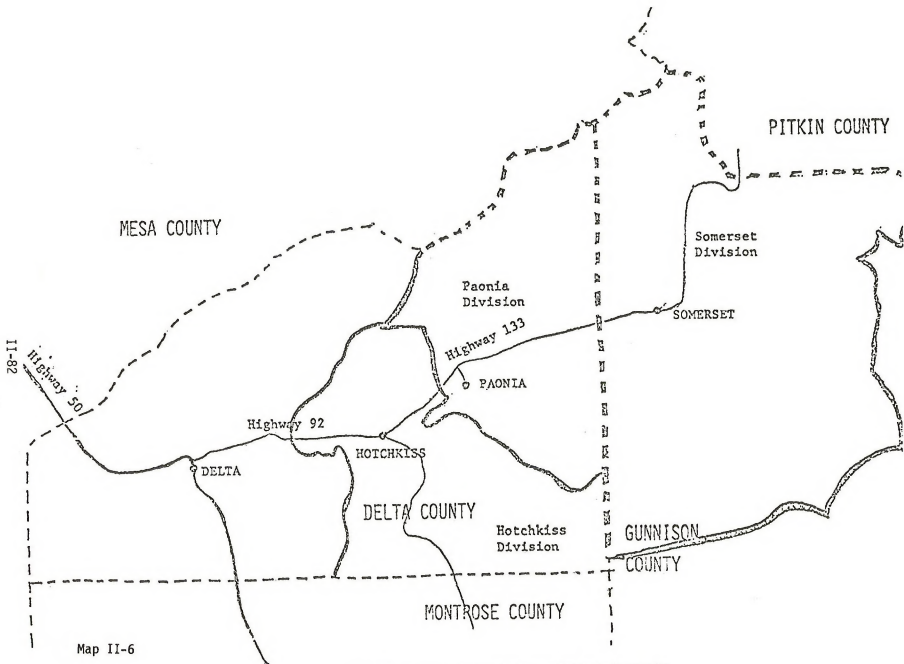 PITKIN COUNTY
MESA COUNTY
Somerset
Division
Paonia
Division
SOMERSET
Highway 133
II-82
Highway 50
PAONIA
Highway 92
HOTCHKISS
DELTA
DELTA COUNTY
Hotchkiss
Division
GUNNISON
COUNTY
MONTROSE COUNTY
Map II-6